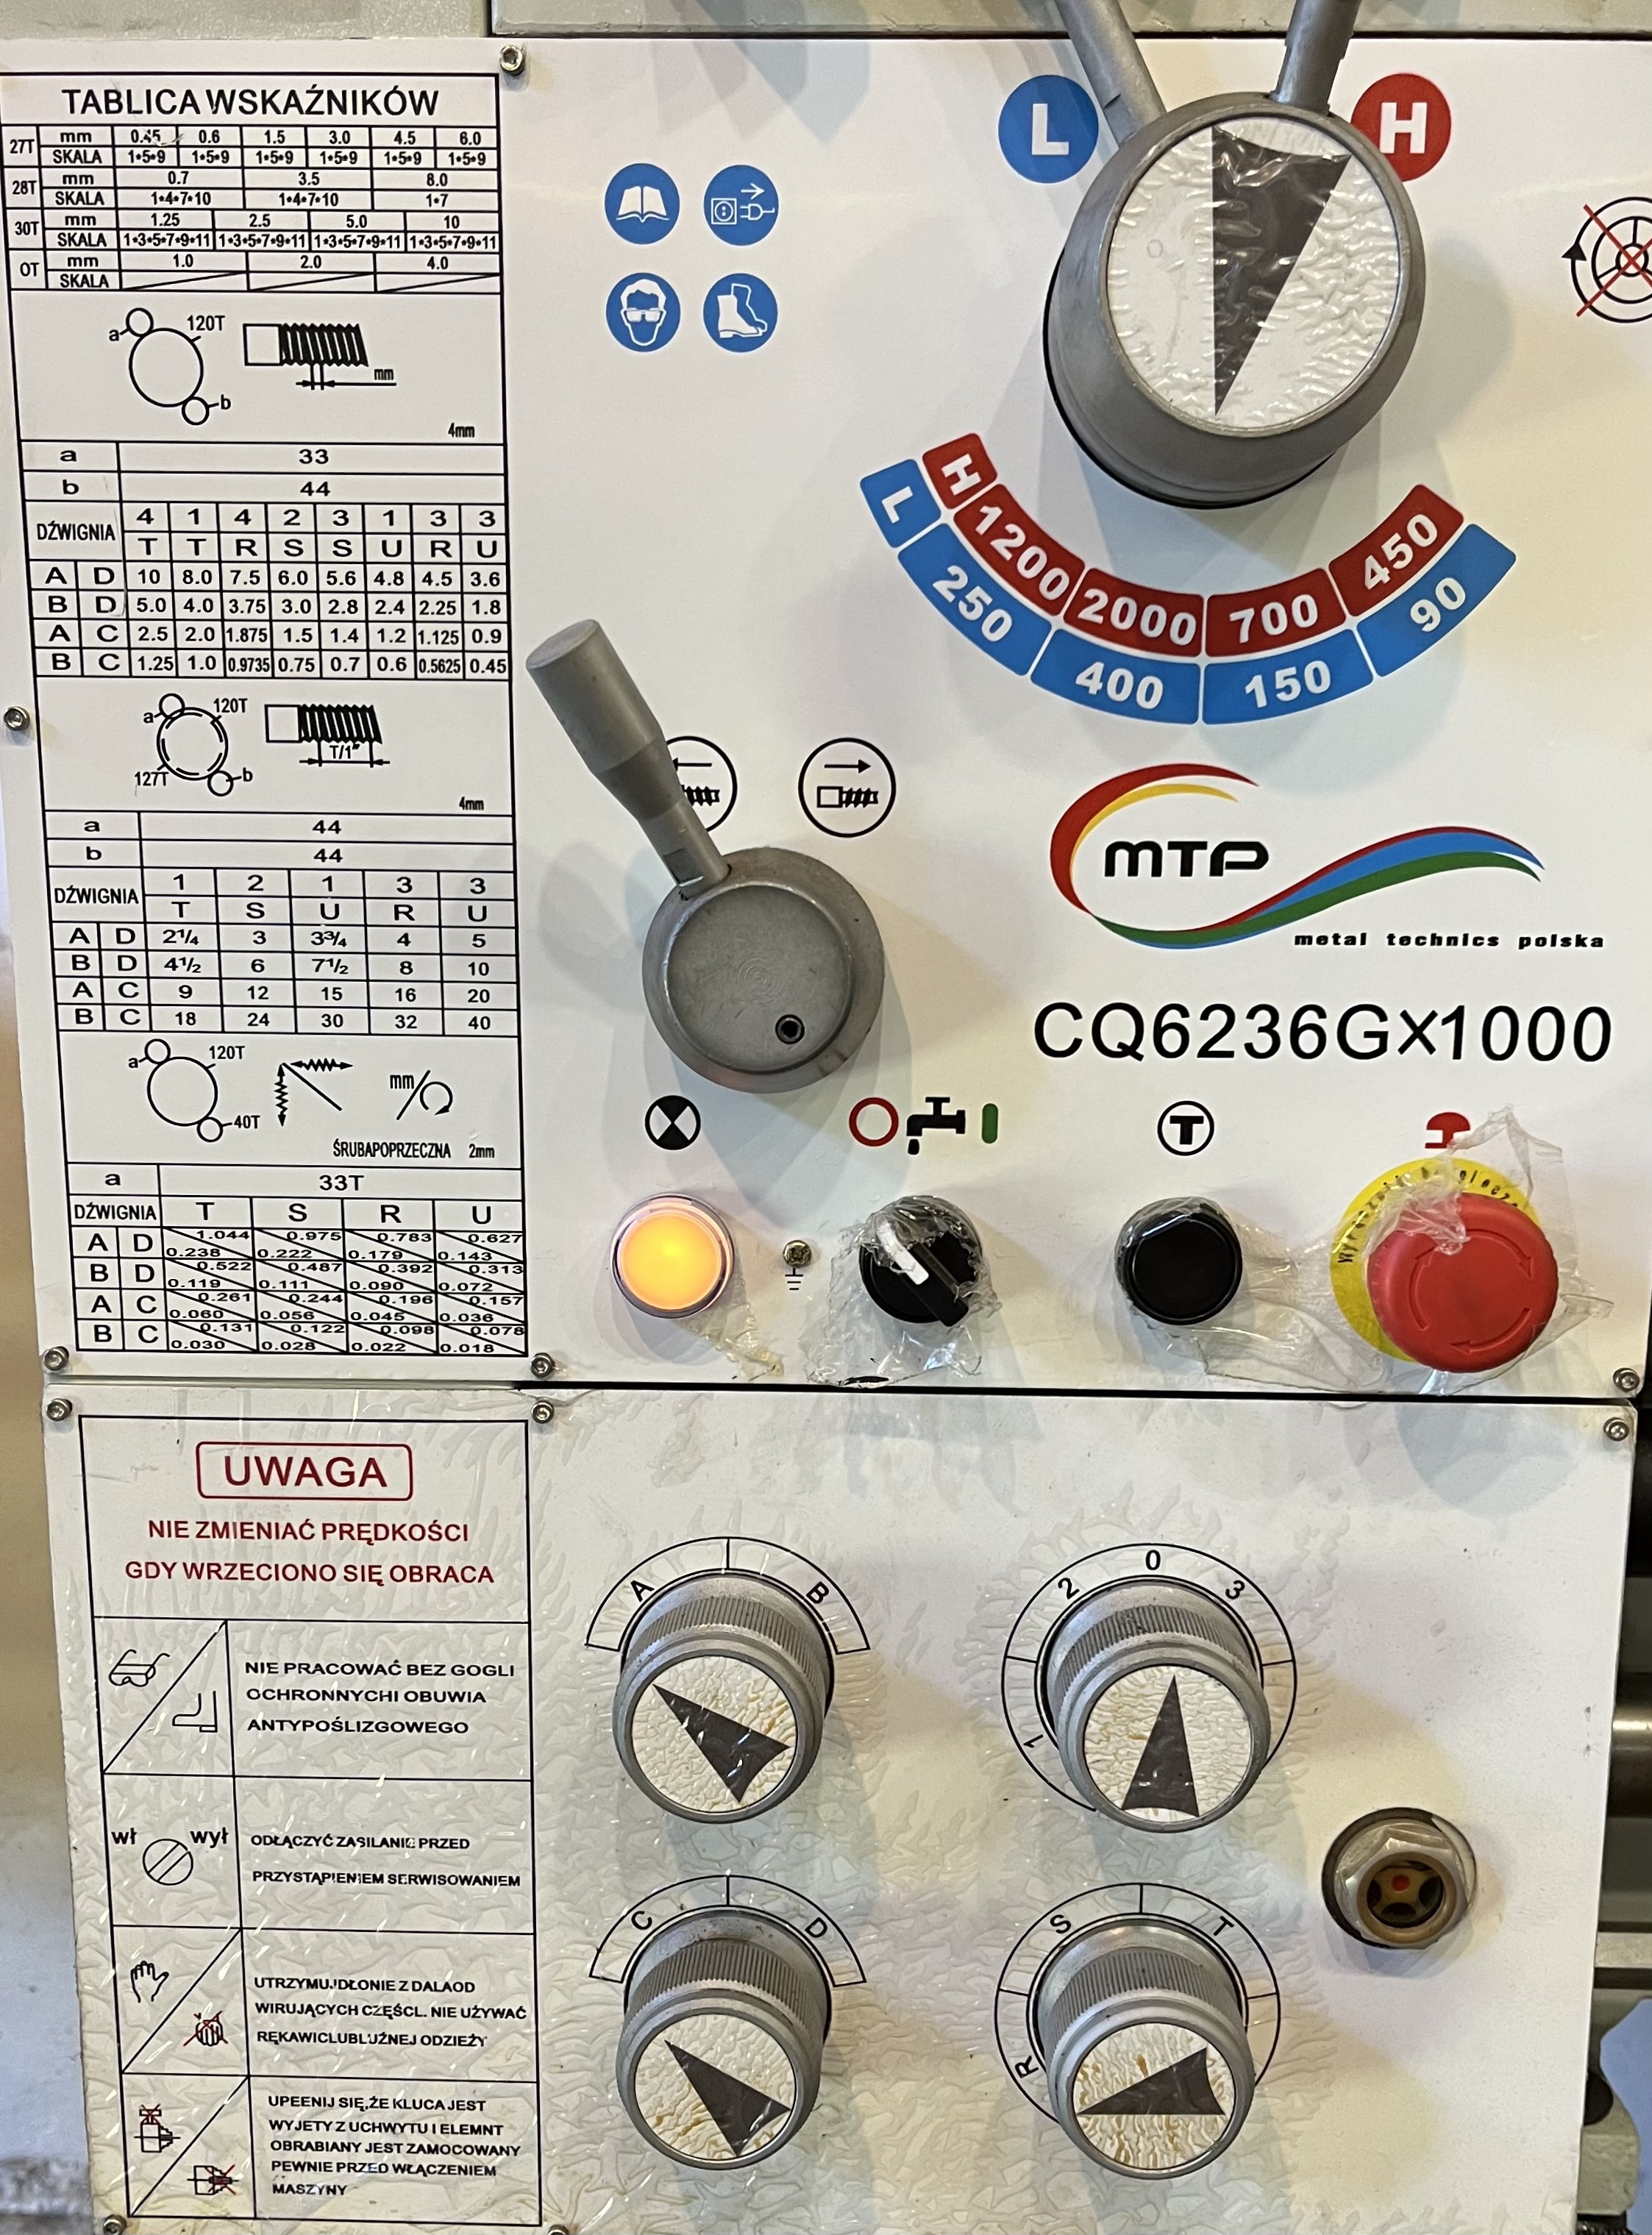 TABLICA WSKAŹNIKÓW
27T mm 0.45 0.6 1.5 3.0 4.5 6.0
SKALA 1•5•9 1•5•9 1•5•9 1•5•9 1•5•9 1•5•9
28T mm 0.7 3.5 8.0
SKALA 1•4•7•10 1•4•7•10 1•7
30T mm 1.25 2.5 5.0 10
SKALA 1•3•5•7•9•11 1•3•5•7•9•11 1•3•5•7•9•11 1•3•5•7•9•11
OT mm 1.0 2.0 4.0
SKALA
a 120T
mm
b
4mm
a 33
b 44
DŹWIGNIA 4 1 4 2 3 1 3 3
T T R S S U R U
A D 10 8.0 7.5 6.0 5.6 4.8 4.5 3.6
B D 5.0 4.0 3.75 3.0 2.8 2.4 2.25 1.8
A C 2.5 2.0 1.875 1.5 1.4 1.2 1.125 0.9
B C 1.25 1.0 0.9735 0.75 0.7 0.6 0.5625 0.45
a 120T
T/1"
127T b
4mm
a 44
b 44
DŹWIGNIA 1 2 1 3 3
T S U R U
A D 2¼ 3 3¾ 4 5
B D 4½ 6 7½ 8 10
A C 9 12 15 16 20
B C 18 24 30 32 40
a 120T
mm
40T
ŚRUBAPOPRZECZNA 2mm
a 33T
DŹWIGNIA T S R U
A D 1.044 0.975 0.783 0.627
0.238 0.222 0.179 0.143
B D 0.522 0.487 0.392 0.313
0.119 0.111 0.090 0.072
A C 0.261 0.244 0.196 0.157
0.060 0.056 0.045 0.036
B C 0.131 0.122 0.098 0.078
0.030 0.028 0.022 0.018
L H
H 1200 2000 700 450
L 250 400 150 90
MTP
metal technics polska
CQ6236GX1000
T
UWAGA
NIE ZMIENIAĆ PRĘDKOŚCI
GDY WRZECIONO SIĘ OBRACA
NIE PRACOWAĆ BEZ GOGLI
OCHRONNYCHI OBUWIA
ANTYPOŚLIZGOWEGO
wł wył
ODŁĄCZYĆ ZASILANIE PRZED
PRZYSTĄPIENIEM SERWISOWANIEM
UTRZYMUJDŁONIE Z DALAOD
WIRUJĄCYCH CZĘŚCI. NIE UŻYWAĆ
RĘKAWICLUBLUŹNEJ ODZIEŻY
UPEENIJ SIĘ,ŻE KLUCA JEST
WYJETY Z UCHWYTU I ELEMNT
OBRABIANY JEST ZAMOCOWANY
PEWNIE PRZED WŁĄCZENIEM
MASZYNY
A B
1 2 0 3
C D
R S T